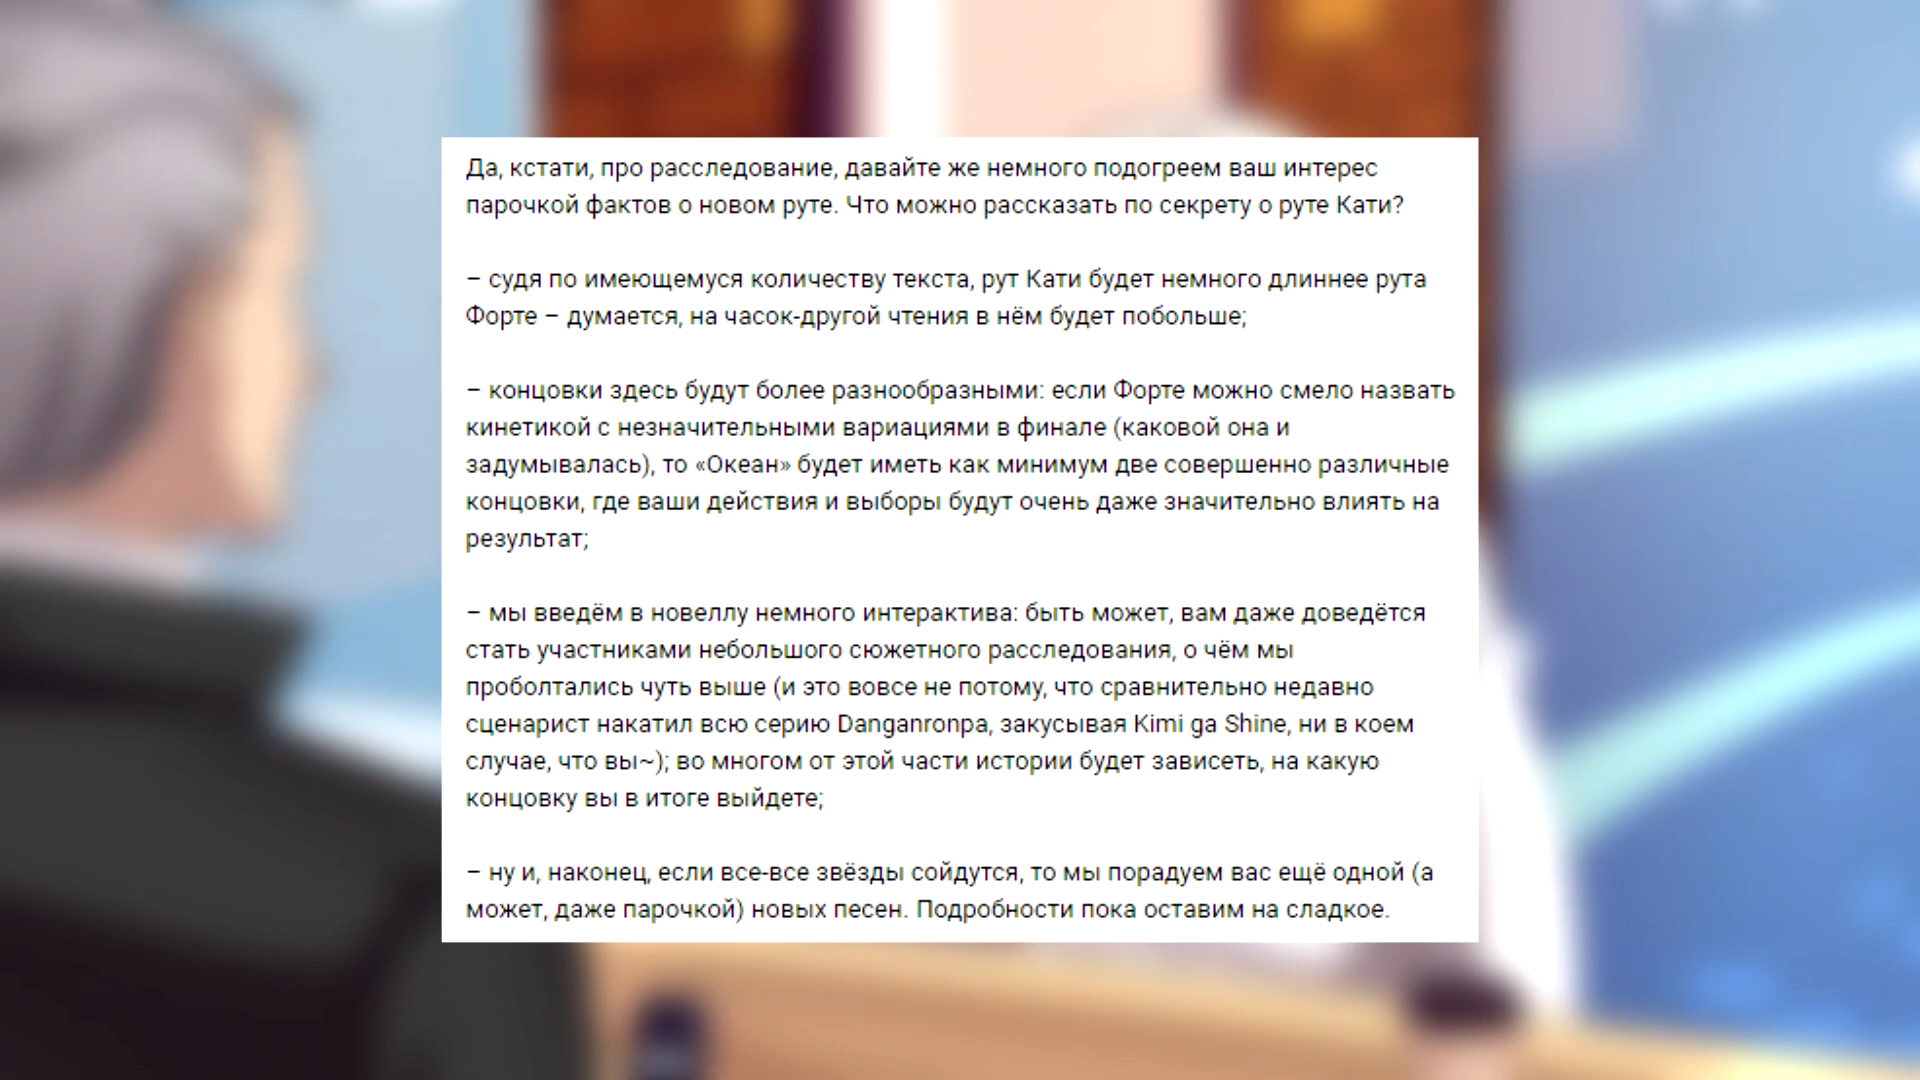 Да, кстати, про расследование, давайте же немного подогреем ваш интерес
парочкой фактов о новом руте. Что можно рассказать по секрету о руте Кати?
– судя по имеющемуся количеству текста, рут Кати будет немного длиннее рута
Форте – думается, на часок-другой чтения в нём будет побольше;
– концовки здесь будут более разнообразными: если Форте можно смело назвать
кинетикой с незначительными вариациями в финале (каковой она и
задумывалась), то «Океан» будет иметь как минимум две совершенно различные
концовки, где ваши действия и выборы будут очень даже значительно влиять на
результат;
– мы введём в новеллу немного интерактива: быть может, вам даже доведётся
стать участниками небольшого сюжетного расследования, о чём мы
проболтались чуть выше (и это вовсе не потому, что сравнительно недавно
сценарист накатил всю серию Danganronpa, закусывая Kimi ga Shine, ни в коем
случае, что вы~); во многом от этой части истории будет зависеть, на какую
концовку вы в итоге выйдете;
– ну и, наконец, если все-все звёзды сойдутся, то мы порадуем вас ещё одной (а
может, даже парочкой) новых песен. Подробности пока оставим на сладкое.